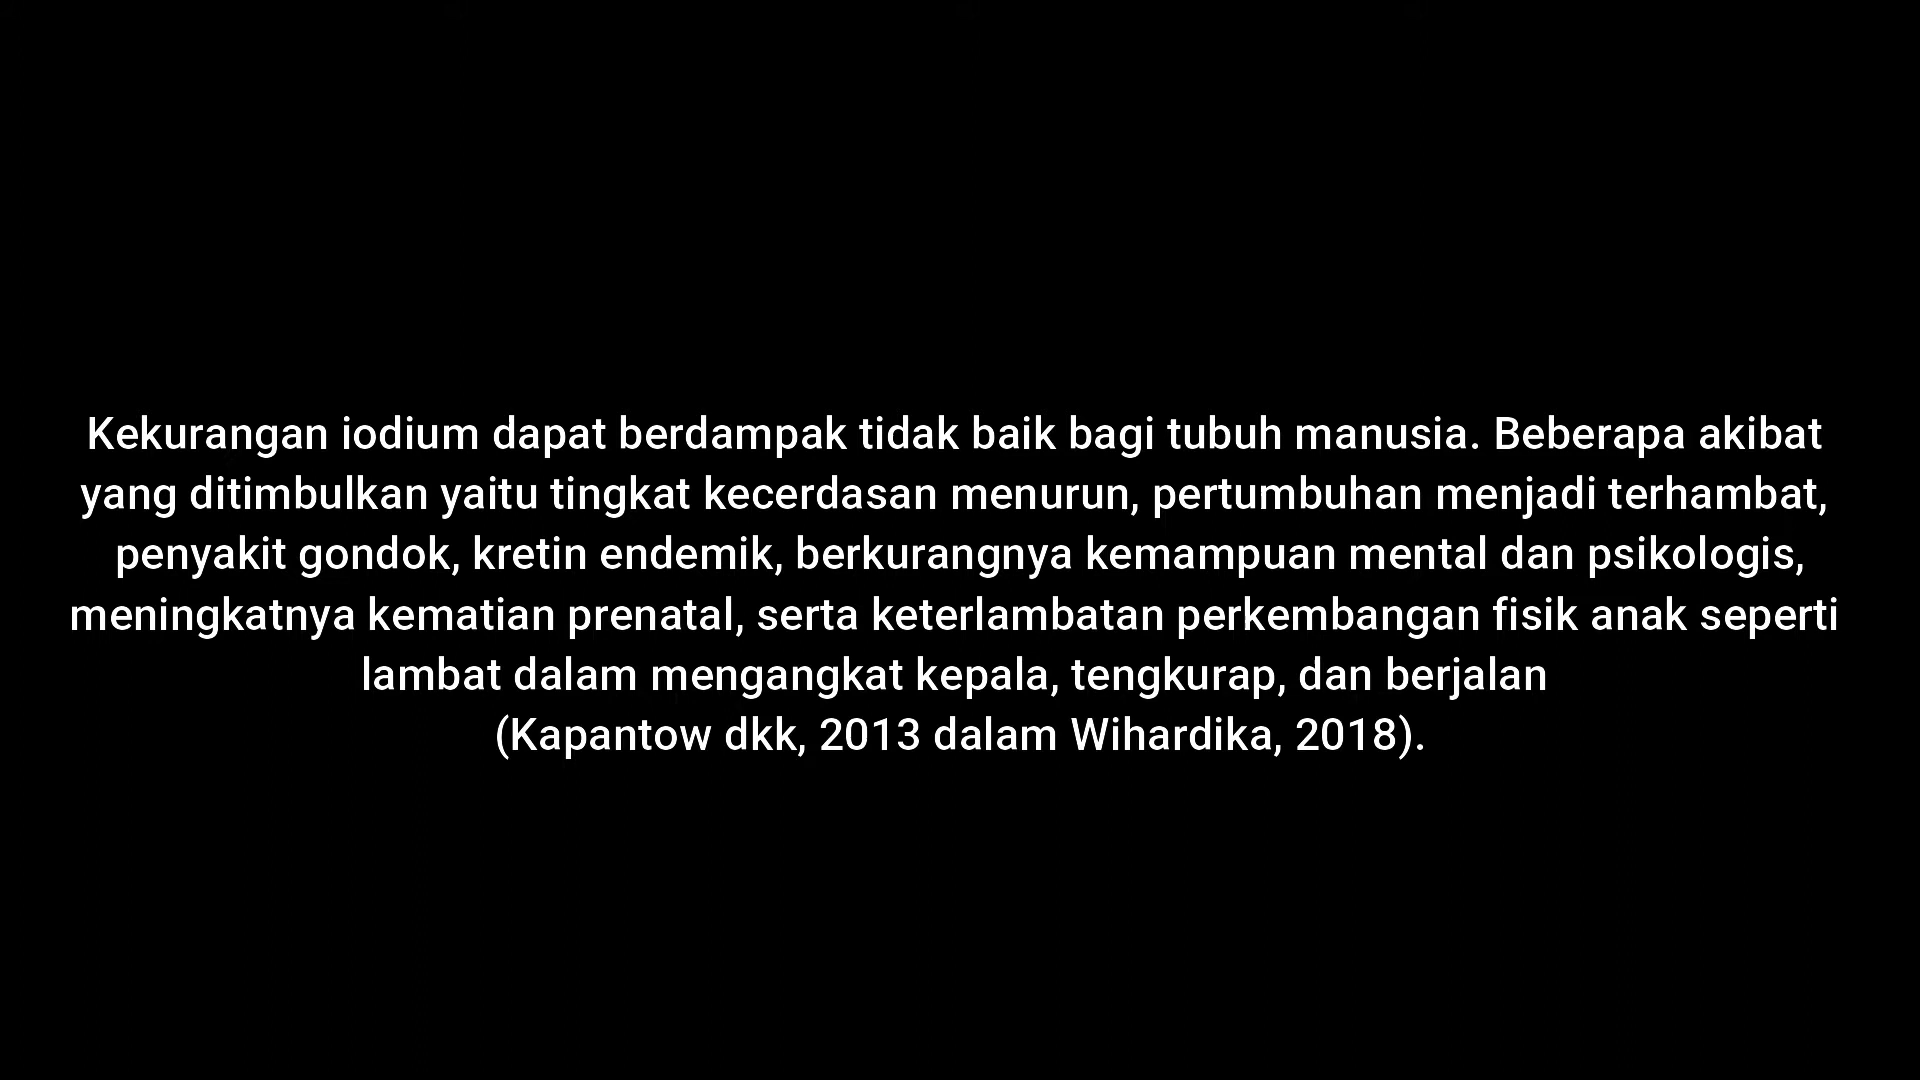 Kekurangan iodium dapat berdampak tidak baik bagi tubuh manusia. Beberapa akibat
yang ditimbulkan yaitu tingkat kecerdasan menurun, pertumbuhan menjadi terhambat,
penyakit gondok, kretin endemik, berkurangnya kemampuan mental dan psikologis,
meningkatnya kematian prenatal, serta keterlambatan perkembangan fisik anak seperti
lambat dalam mengangkat kepala, tengkurap, dan berjalan
(Kapantow dkk, 2013 dalam Wihardika, 2018).